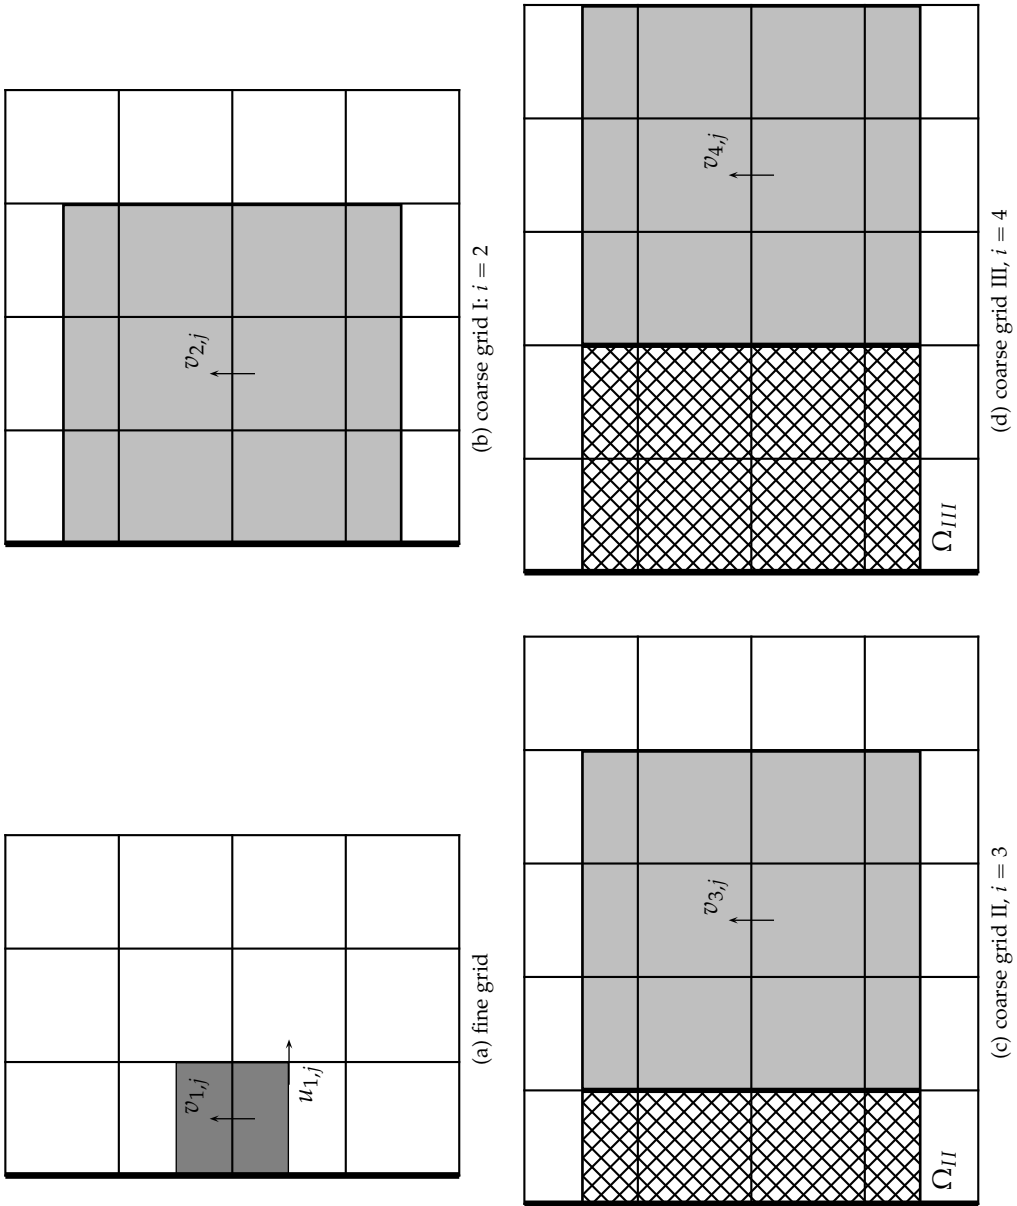 v1,j
u1,j
(a) fine grid
v2,j
(b) coarse grid I: i = 2
v3,j
ΩII
(c) coarse grid II, i = 3
v4,j
ΩIII
(d) coarse grid III, i = 4